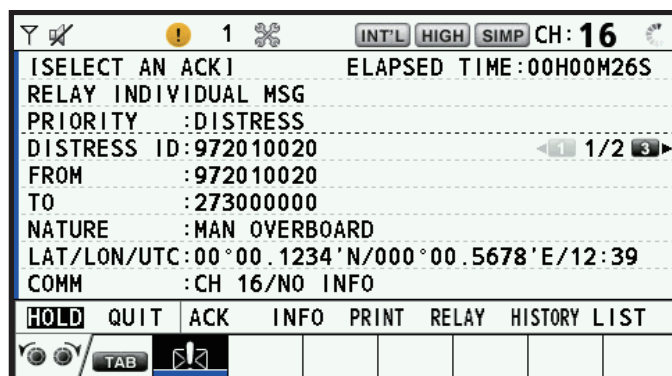 ! 1 INT'L HIGH SIMP CH:16
[SELECT AN ACK] ELAPSED TIME:00H00M26S
RELAY INDIVIDUAL MSG
PRIORITY :DISTRESS
DISTRESS ID:972010020 1 1/2 3
FROM :972010020
TO :273000000
NATURE :MAN OVERBOARD
LAT/LON/UTC:00°00.1234'N/000°00.5678'E/12:39
COMM :CH 16/NO INFO
HOLD QUIT ACK INFO PRINT RELAY HISTORY LIST
TAB